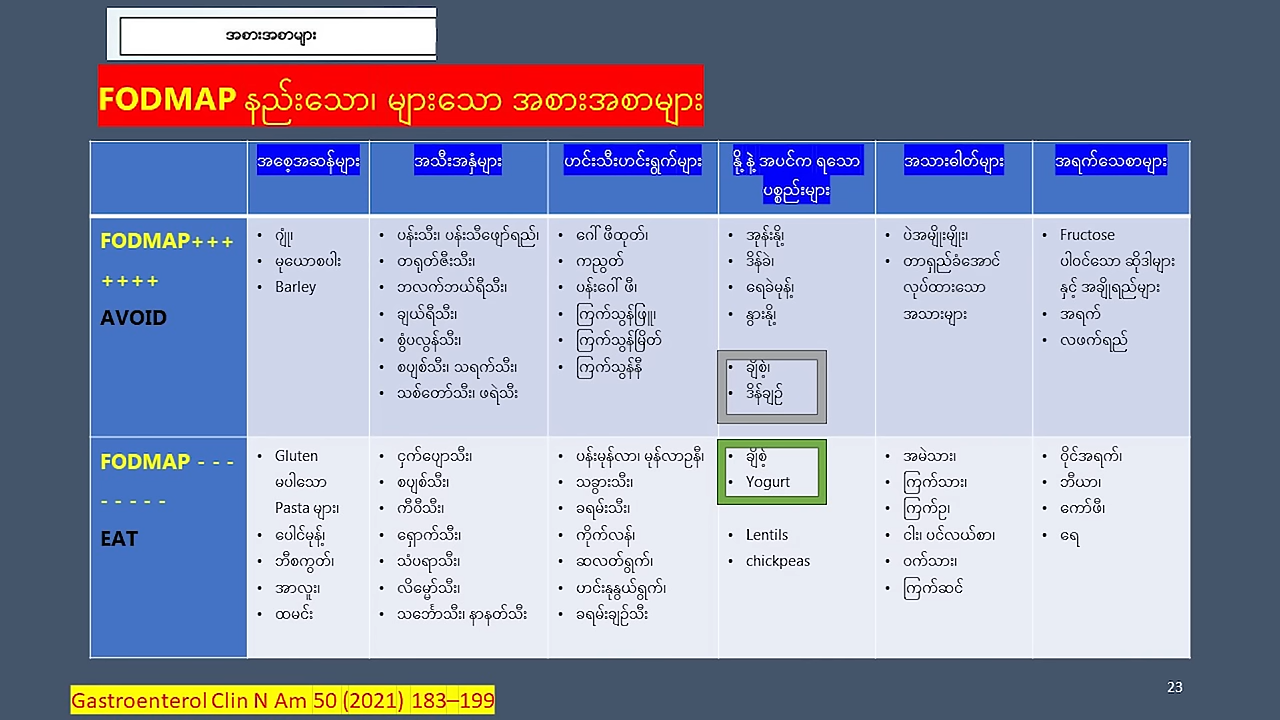 အစားအစာများ
FODMAP နည်းသော၊ များသော အစားအစာများ
အစေ့အဆန်များ
အသီးအနှံများ
ဟင်းသီးဟင်းရွက်များ
နို့ နဲ့ အပင်က ရသော
ပစ္စည်းများ
အသားဓါတ်များ
အရက်သေစာများ
FODMAP+++
++++
AVOID
• ဂျုံ၊
• မုယောစပါး
• Barley
• ပန်းသီး၊ ပန်းသီဖျော်ရည်၊
• တရုတ်ဇီးသီး၊
• ဘလက်ဘယ်ရီသီး၊
• ချယ်ရီသီး၊
• စွံပလွန်သီး၊
• စပျစ်သီး၊ သရက်သီး၊
• သစ်တော်သီး၊ ဖရဲသီး
• ဂေါ်ဖီထုတ်၊
• ကညွတ်
• ပန်းဂေါ်ဖီ၊
• ကြက်သွန်ဖြူ၊
• ကြက်သွန်မြိတ်
• ကြက်သွန်နီ
• အုန်းနို့၊
• ဒိန်ခဲ၊
• ရေခဲမုန့်၊
• နွားနို့၊
• ချိစ့်၊
• ဒိန်ချဉ်
• ပဲအမျိုးမျိုး၊
• တာရှည်ခံအောင်
လုပ်ထားသော
အသားများ
• Fructose
ပါဝင်သော ဆိုဒါများ
နှင့် အချိုရည်များ
• အရက်
• လဖက်ရည်
FODMAP - - -
- - - - -
EAT
• Gluten
မပါသော
Pasta များ၊
• ပေါင်မုန့်၊
• ဘီစကွတ်၊
• အာလူး၊
• ထမင်း
• ငှက်ပျောသီး၊
• စပျစ်သီး၊
• ကီဝီသီး၊
• ရှောက်သီး၊
• သံပရာသီး၊
• လိမ္မော်သီး၊
• သင်္ဘောသီး၊ နာနတ်သီး
• ပန်းမုန်လာ၊ မုန်လာဥနီ၊
• သခွားသီး၊
• ခရမ်းသီး၊
• ကိုက်လန်၊
• ဆလတ်ရွက်၊
• ဟင်းနုနွယ်ရွက်၊
• ခရမ်းချဉ်သီး
• ချိစ့်
• Yogurt
• Lentils
• chickpeas
• အမဲသား၊
• ကြက်သား၊
• ကြက်ဥ၊
• ငါး၊ ပင်လယ်စာ၊
• ဝက်သား၊
• ကြက်ဆင်
• ဝိုင်အရက်၊
• ဘီယာ၊
• ကော်ဖီ၊
• ရေ
Gastroenterol Clin N Am 50 (2021) 183–199
23